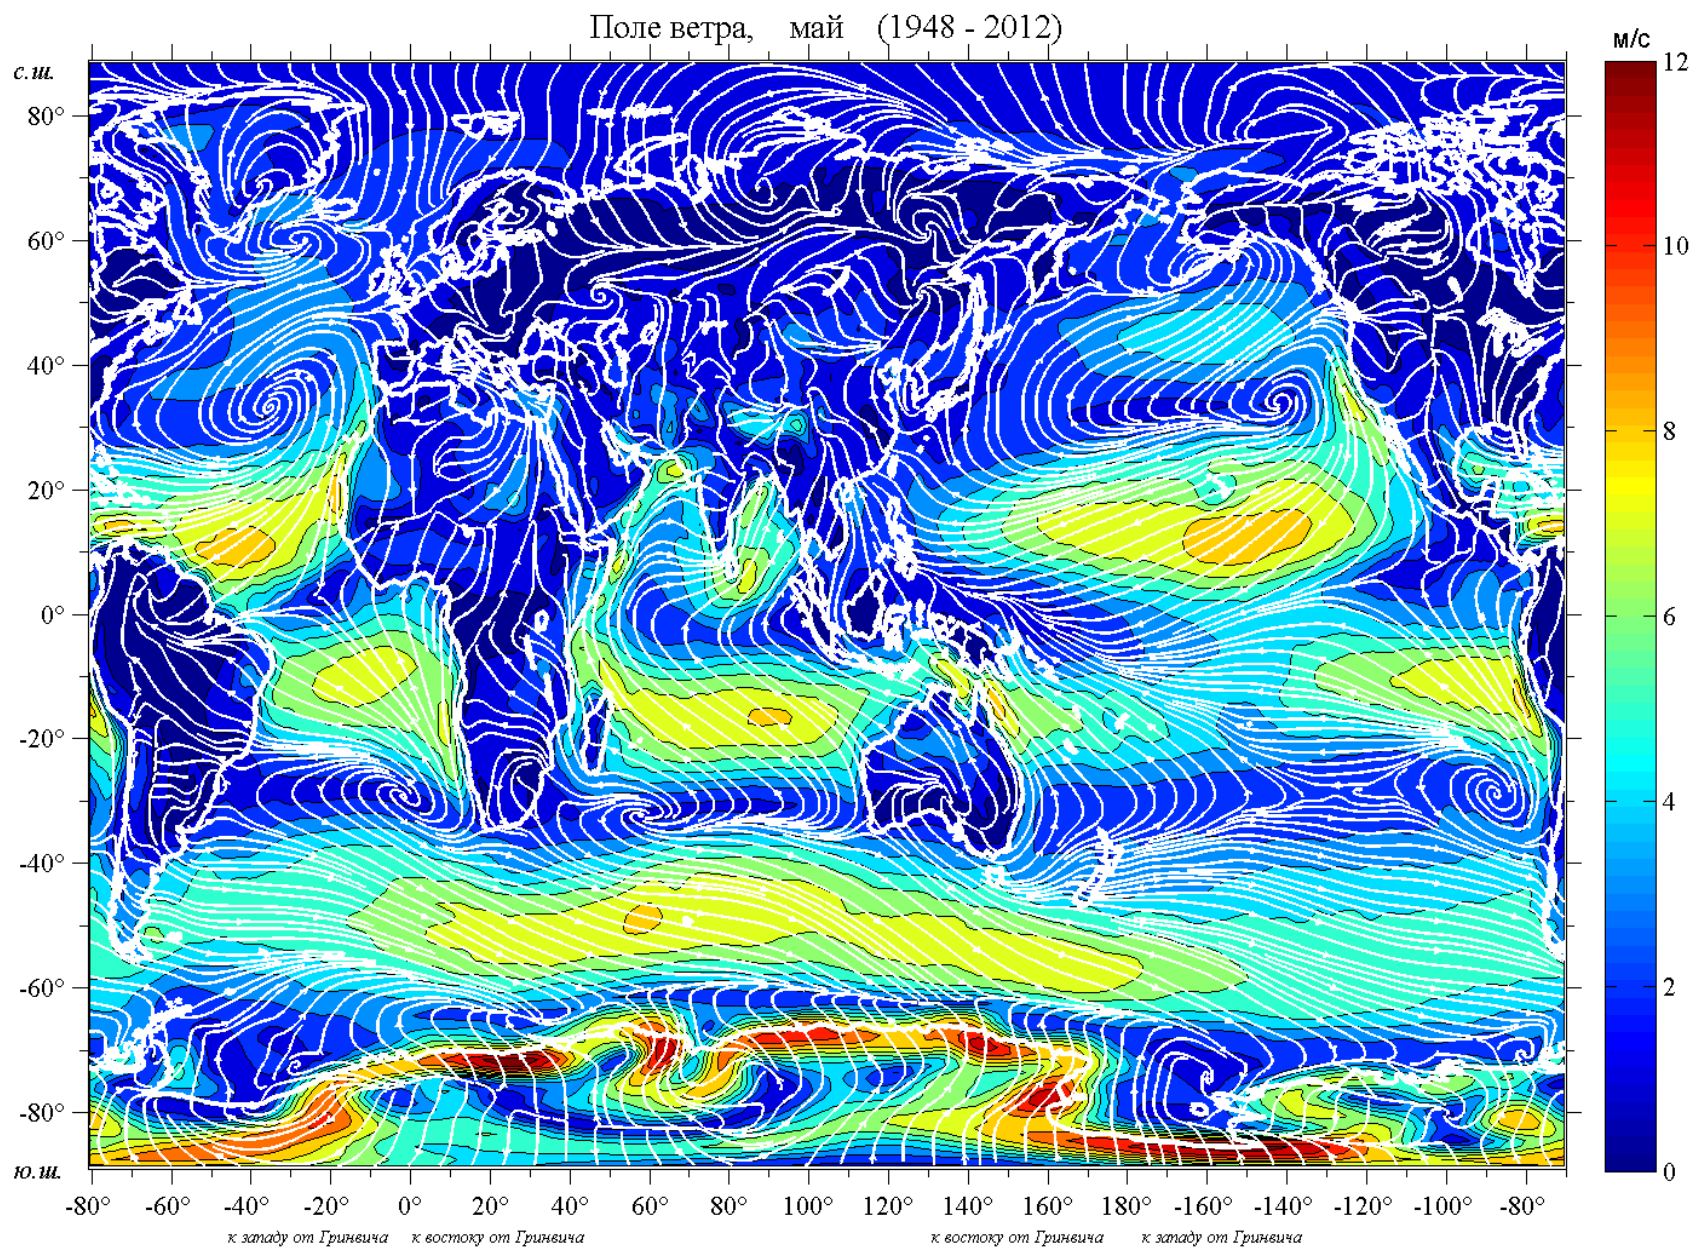 Поле ветра, май (1948 - 2012)
м/с
с.ш.
80°
60°
40°
20°
0°
-20°
-40°
-60°
-80°
ю.ш.
12
10
8
6
4
2
0
-80° -60° -40° -20° 0° 20° 40° 60° 80° 100° 120° 140° 160° 180° -160° -140° -120° -100° -80°
к западу от Гринвича к востоку от Гринвича к востоку от Гринвича к западу от Гринвича